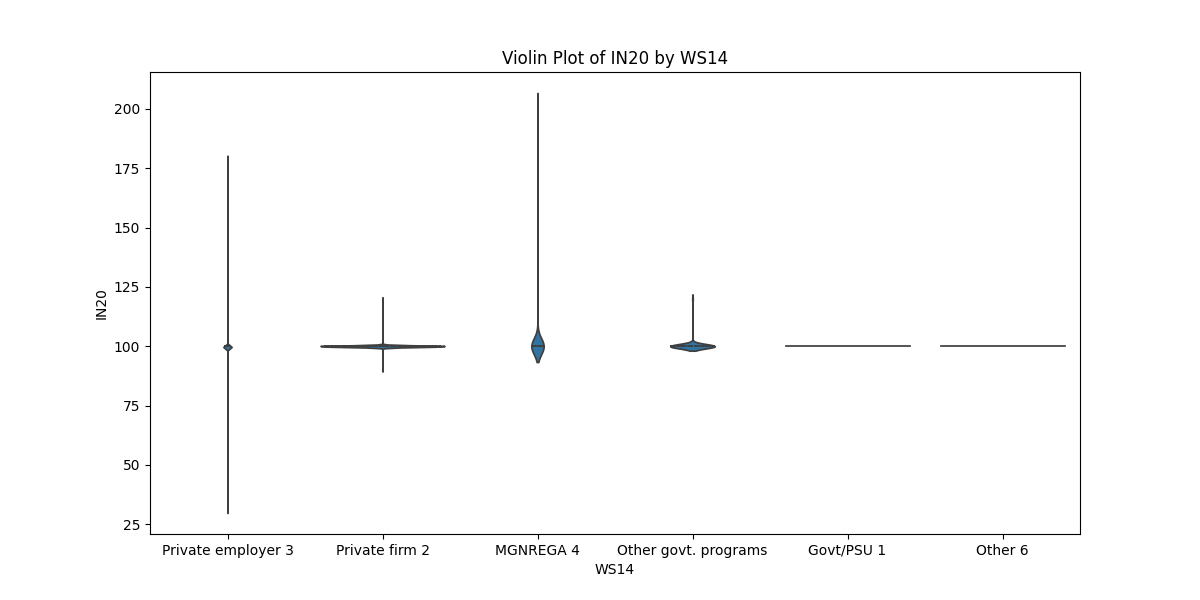 Violin Plot of IN20 by WS14
200
175
150
125
100
75
50
25
IN20
Private employer 3
Private firm 2
MGNREGA 4
Other govt. programs
Govt/PSU 1
Other 6
WS14